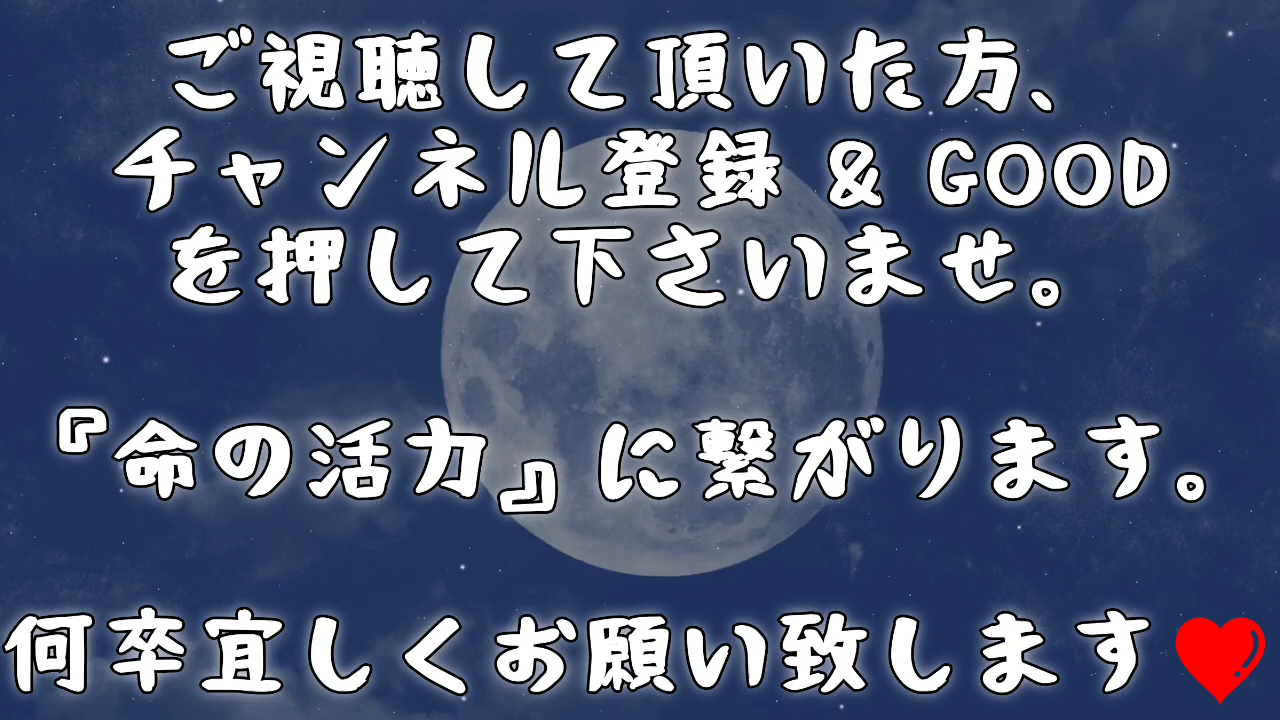 ご視聴して頂いた方、
チャンネル登録 & GOOD
を押して下さいませ。
『命の活力』に繋がります。
何卒宜しくお願い致します